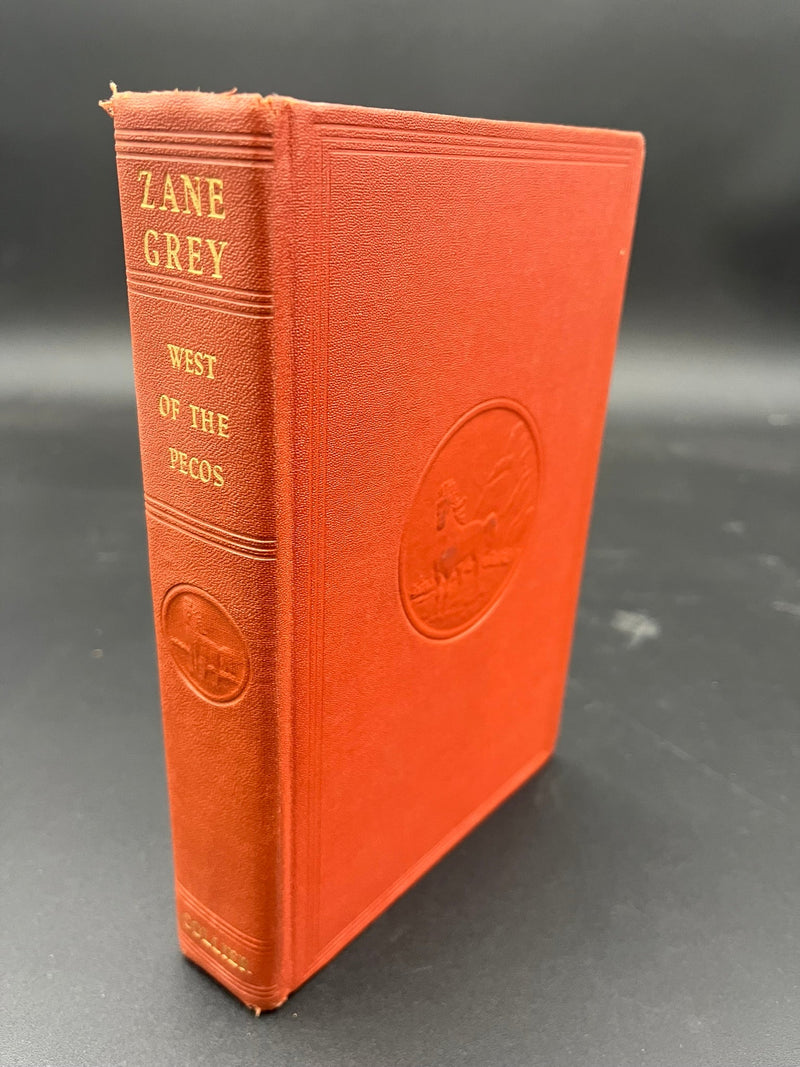 ZANE
GREY
WEST
OF THE
PECOS
COLLIER